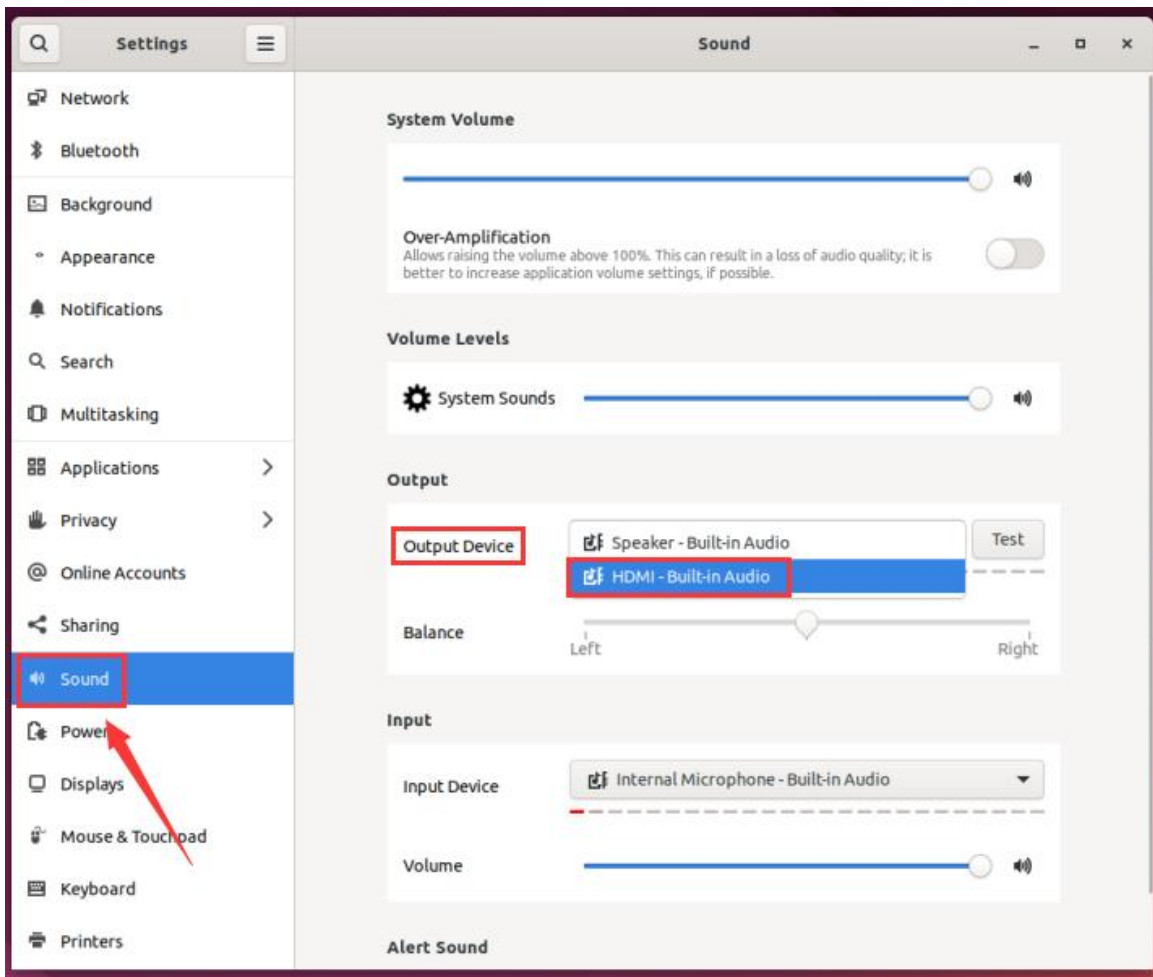 Settings
Sound
Network
Bluetooth
Background
Appearance
Notifications
Search
Multitasking
Applications
Privacy
Online Accounts
Sharing
Sound
Power
Displays
Mouse & Touchpad
Keyboard
Printers
System Volume
Over-Amplification
Allows raising the volume above 100%. This can result in a loss of audio quality; it is
better to increase application volume settings, if possible.
Volume Levels
System Sounds
Output
Output Device
Speaker - Built-in Audio
Test
HDMI - Built-in Audio
Balance
Left
Right
Input
Input Device
Internal Microphone - Built-in Audio
Volume
Alert Sound